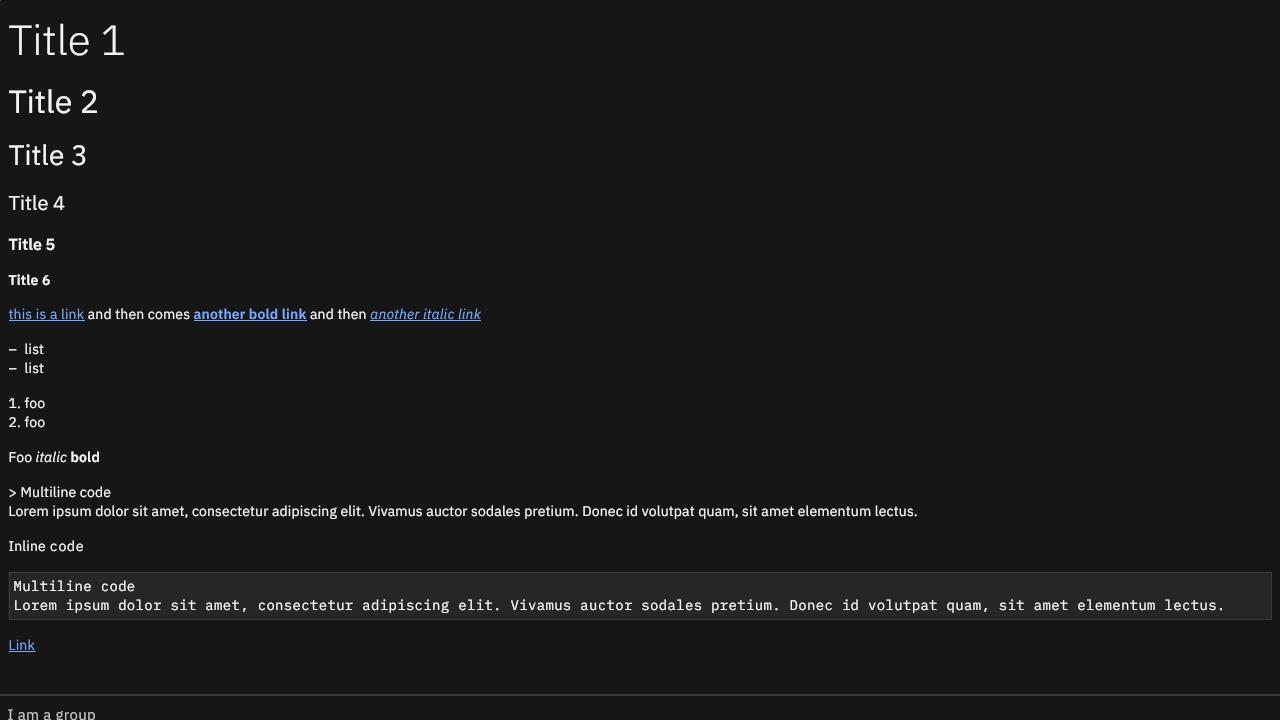 Title 1
Title 2
Title 3
Title 4
Title 5
Title 6
this is a link and then comes another bold link and then another italic link
– list
– list
1. foo
2. foo
Foo italic bold
> Multiline code
Lorem ipsum dolor sit amet, consectetur adipiscing elit. Vivamus auctor sodales pretium. Donec id volutpat quam, sit amet elementum lectus.
Inline code
Multiline code
Lorem ipsum dolor sit amet, consectetur adipiscing elit. Vivamus auctor sodales pretium. Donec id volutpat quam, sit amet elementum lectus.
Link
I am a group